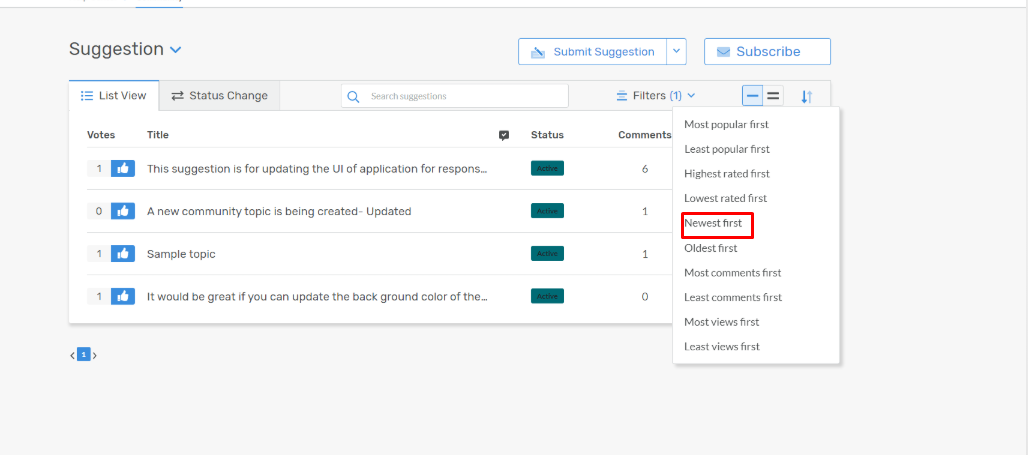 Suggestion
Submit Suggestion
Subscribe
List View
Status Change
Search suggestions
Filters (1)
Votes Title Status Comments
1 This suggestion is for updating the UI of application for respons... Active 6
0 A new community topic is being created- Updated Active 1
1 Sample topic Active 1
1 It would be great if you can update the back ground color of the... Active 0
1
Most popular first
Least popular first
Highest rated first
Lowest rated first
Newest first
Oldest first
Most comments first
Least comments first
Most views first
Least views first